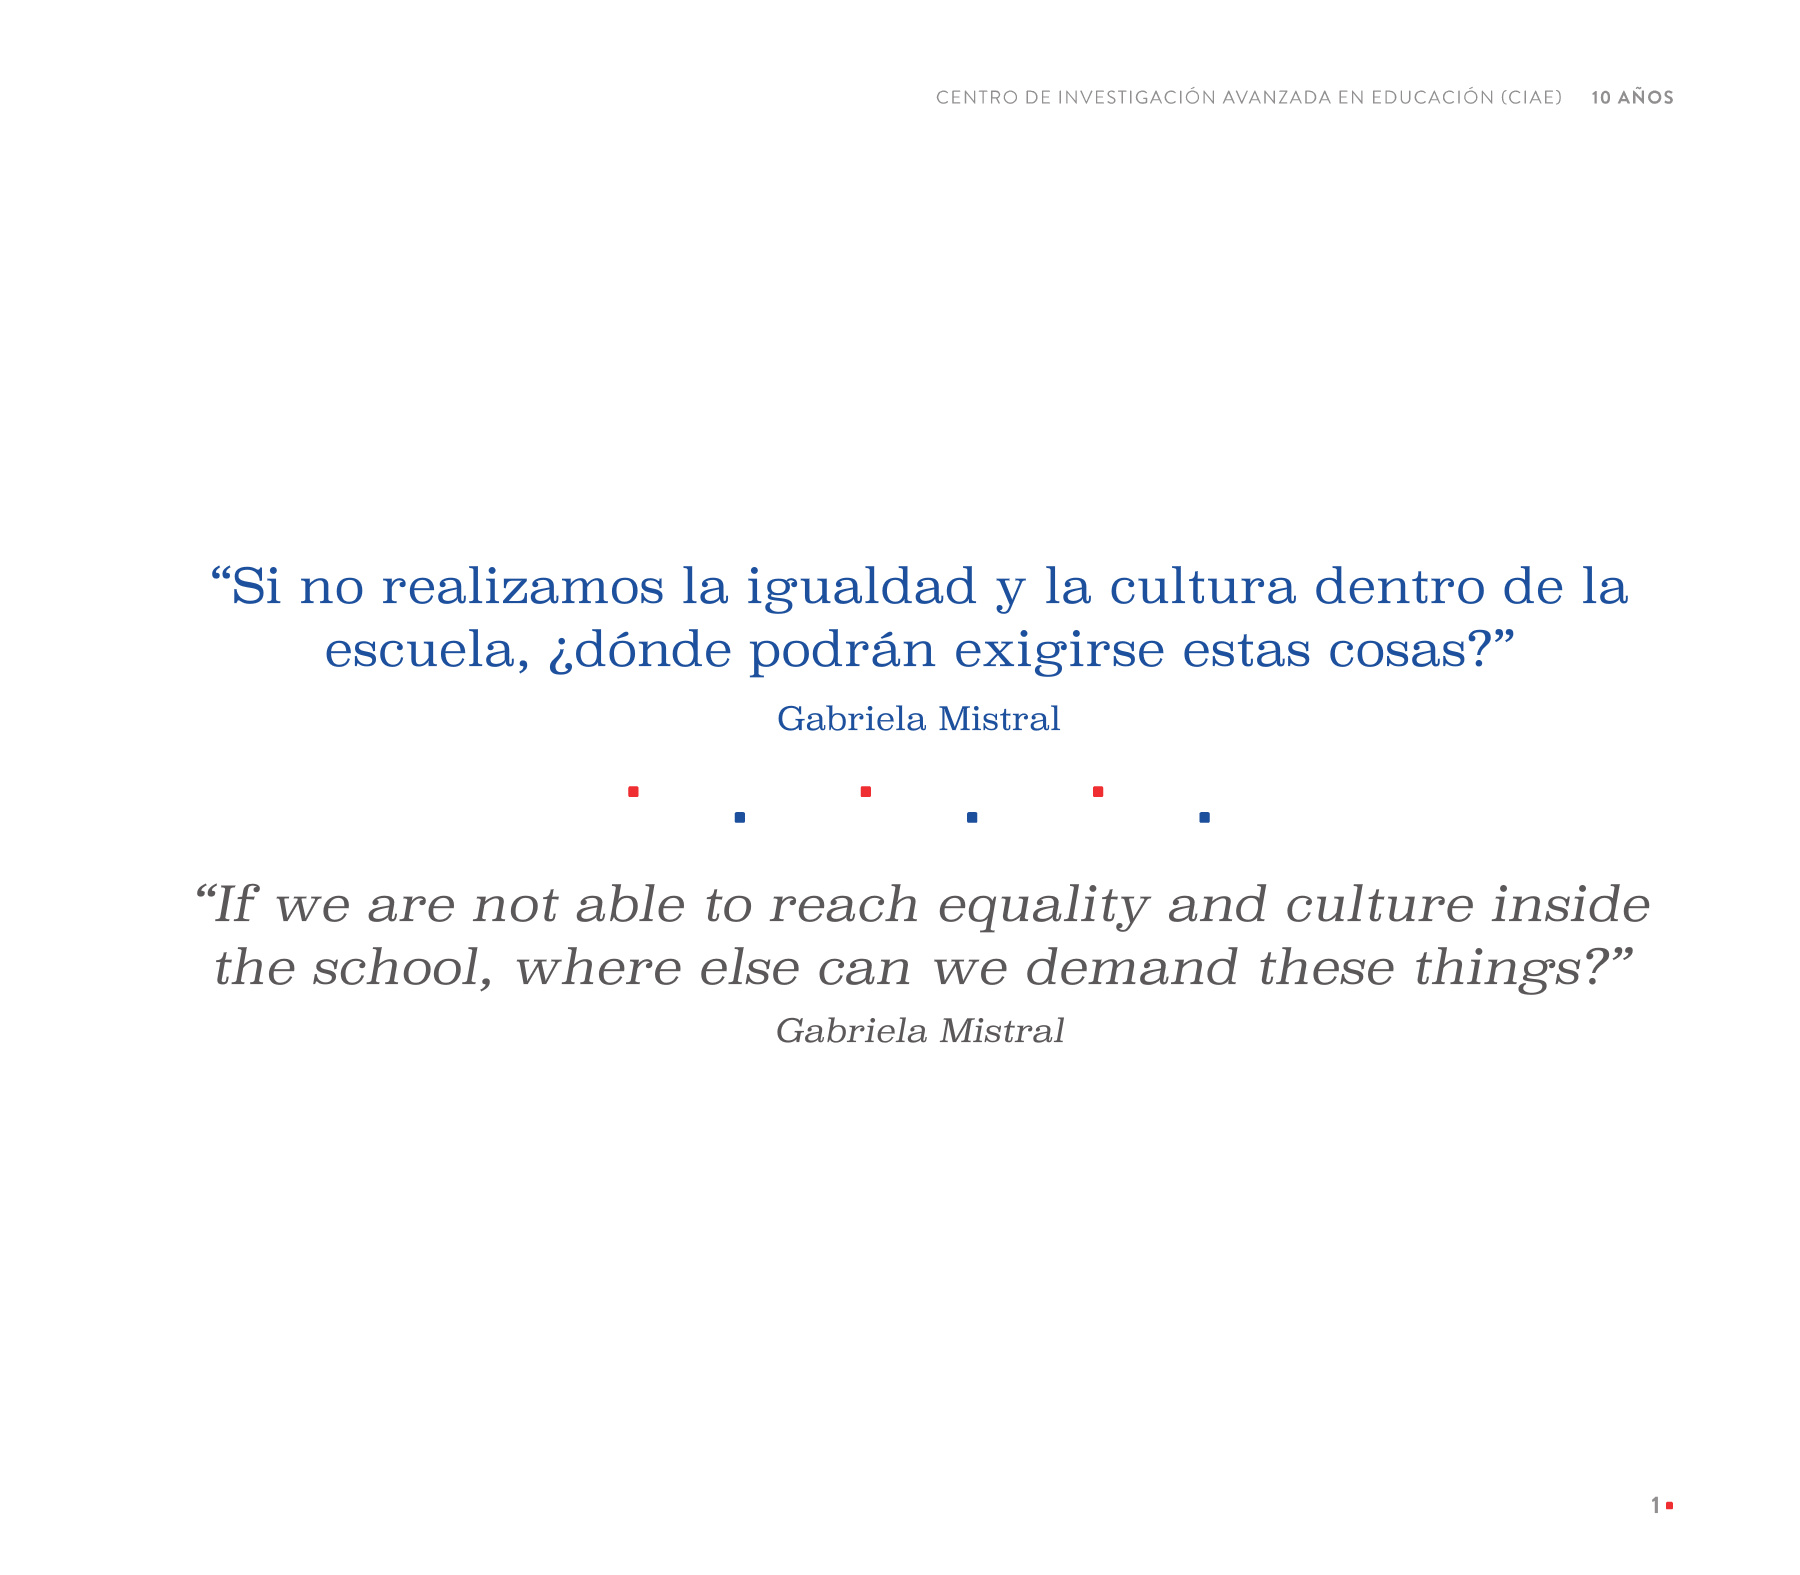 CENTRO DE INVESTIGACIÓN AVANZADA EN EDUCACIÓN (CIAE) 10 AÑOS
“Si no realizamos la igualdad y la cultura dentro de la
escuela, ¿dónde podrán exigirse estas cosas?”
Gabriela Mistral
“If we are not able to reach equality and culture inside
the school, where else can we demand these things?”
Gabriela Mistral
1